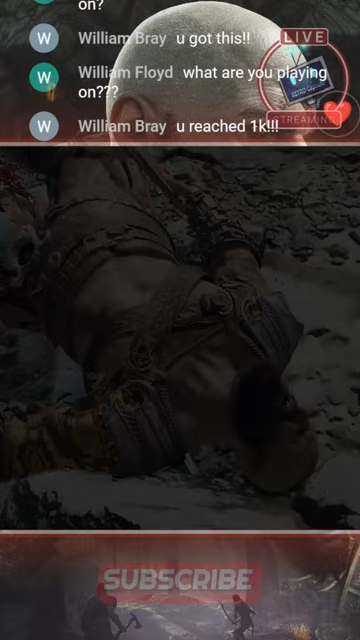 on?
William Bray u got this!!
William Floyd what are you playing
on???
William Bray u reached 1k!!!
LIVE
STREAMING
SUBSCRIBE